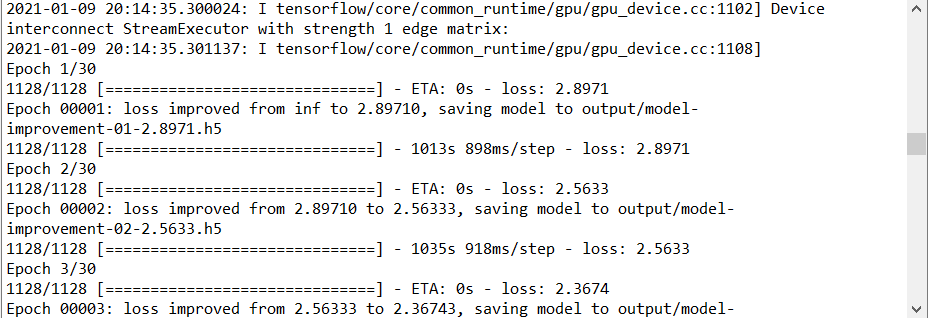 2021-01-09 20:14:35.300024: I tensorflow/core/common_runtime/gpu/gpu_device.cc:1102] Device
interconnect StreamExecutor with strength 1 edge matrix:
2021-01-09 20:14:35.301137: I tensorflow/core/common_runtime/gpu/gpu_device.cc:1108]
Epoch 1/30
1128/1128 [==============================] - ETA: 0s - loss: 2.8971
Epoch 00001: loss improved from inf to 2.89710, saving model to output/model-
improvement-01-2.8971.h5
1128/1128 [==============================] - 1013s 898ms/step - loss: 2.8971
Epoch 2/30
1128/1128 [==============================] - ETA: 0s - loss: 2.5633
Epoch 00002: loss improved from 2.89710 to 2.56333, saving model to output/model-
improvement-02-2.5633.h5
1128/1128 [==============================] - 1035s 918ms/step - loss: 2.5633
Epoch 3/30
1128/1128 [==============================] - ETA: 0s - loss: 2.3674
Epoch 00003: loss improved from 2.56333 to 2.36743, saving model to output/model-